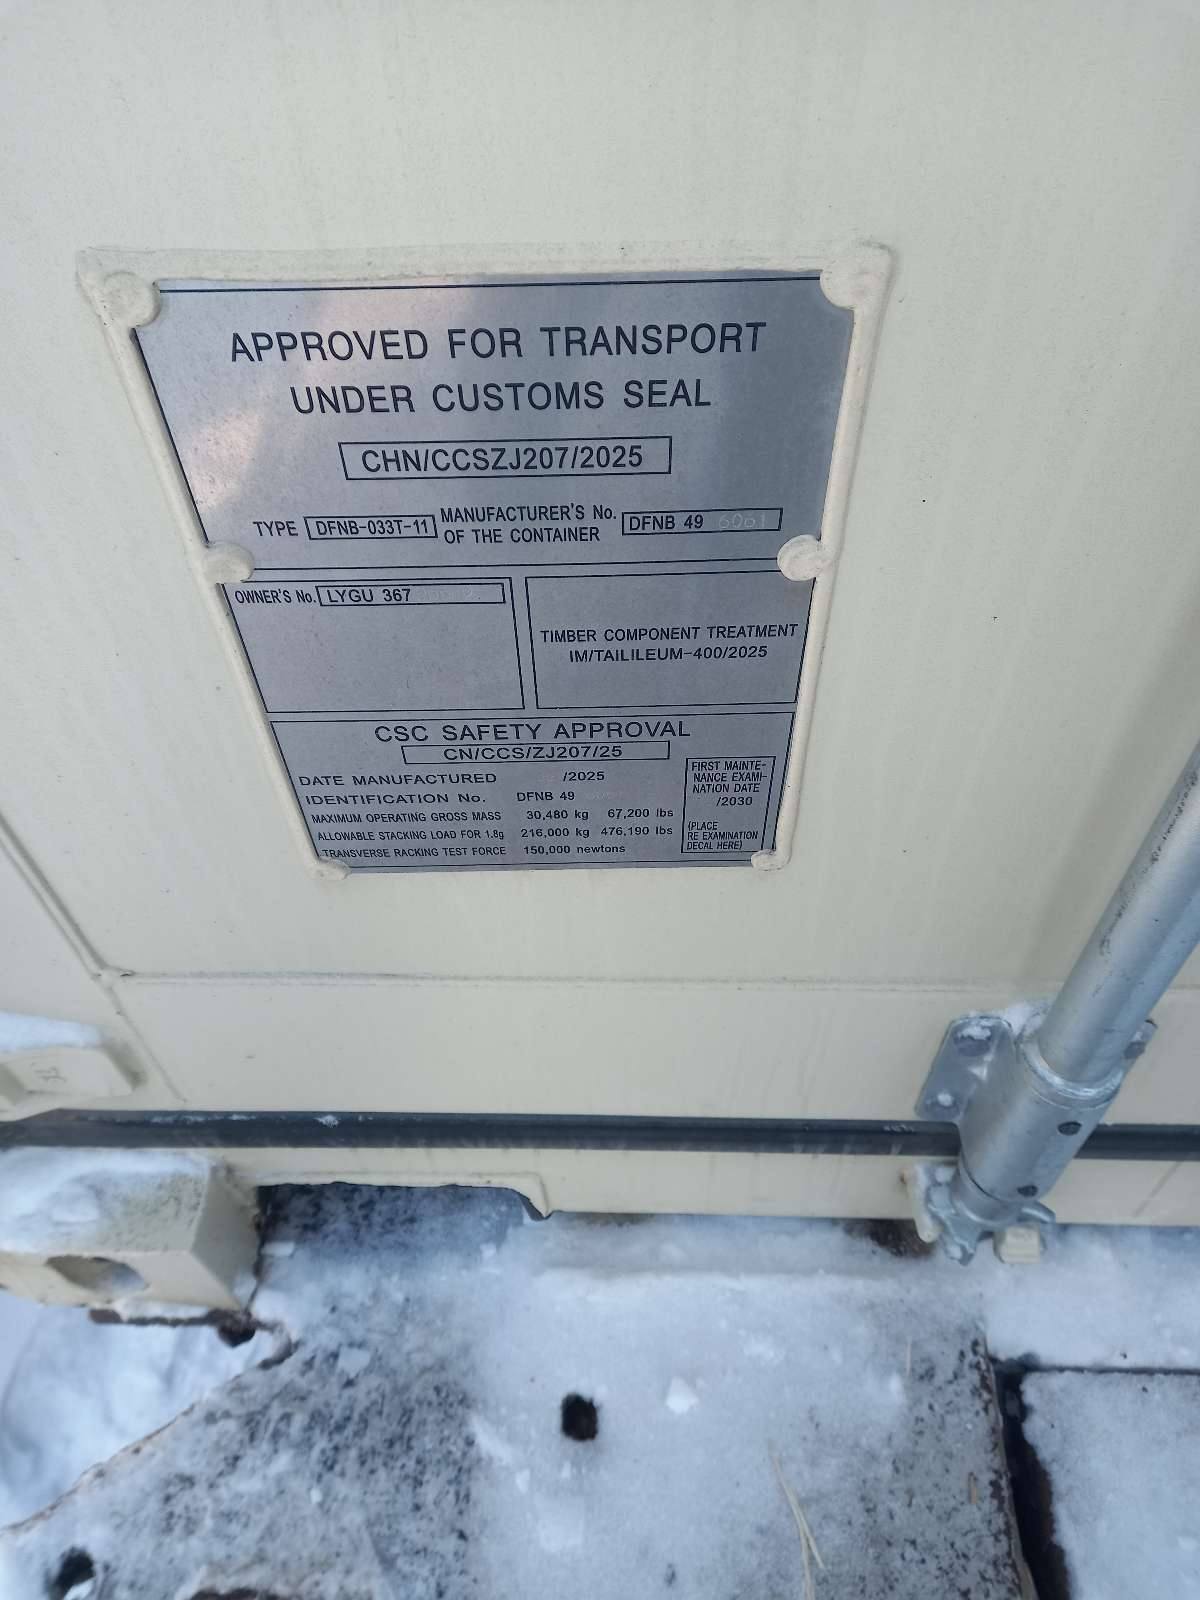 APPROVED FOR TRANSPORT
UNDER CUSTOMS SEAL
CHN/CCSZJ207/2025
TYPE DFNB-033T-11 MANUFACTURER'S No. OF THE CONTAINER DFNB 49 6061
OWNER'S No. LYGU 367
TIMBER COMPONENT TREATMENT
IM/TAILILEUM-400/2025
CSC SAFETY APPROVAL
CN/CCS/ZJ207/25
DATE MANUFACTURED /2025
IDENTIFICATION No. DFNB 49
MAXIMUM OPERATING GROSS MASS 30,480 kg 67,200 lbs
ALLOWABLE STACKING LOAD FOR 1.8g 216,000 kg 476,190 lbs
TRANSVERSE RACKING TEST FORCE 150,000 newtons
FIRST MAINTE-
NANCE EXAMI-
NATION DATE
/2030
(PLACE
RE EXAMINATION
DECAL HERE)